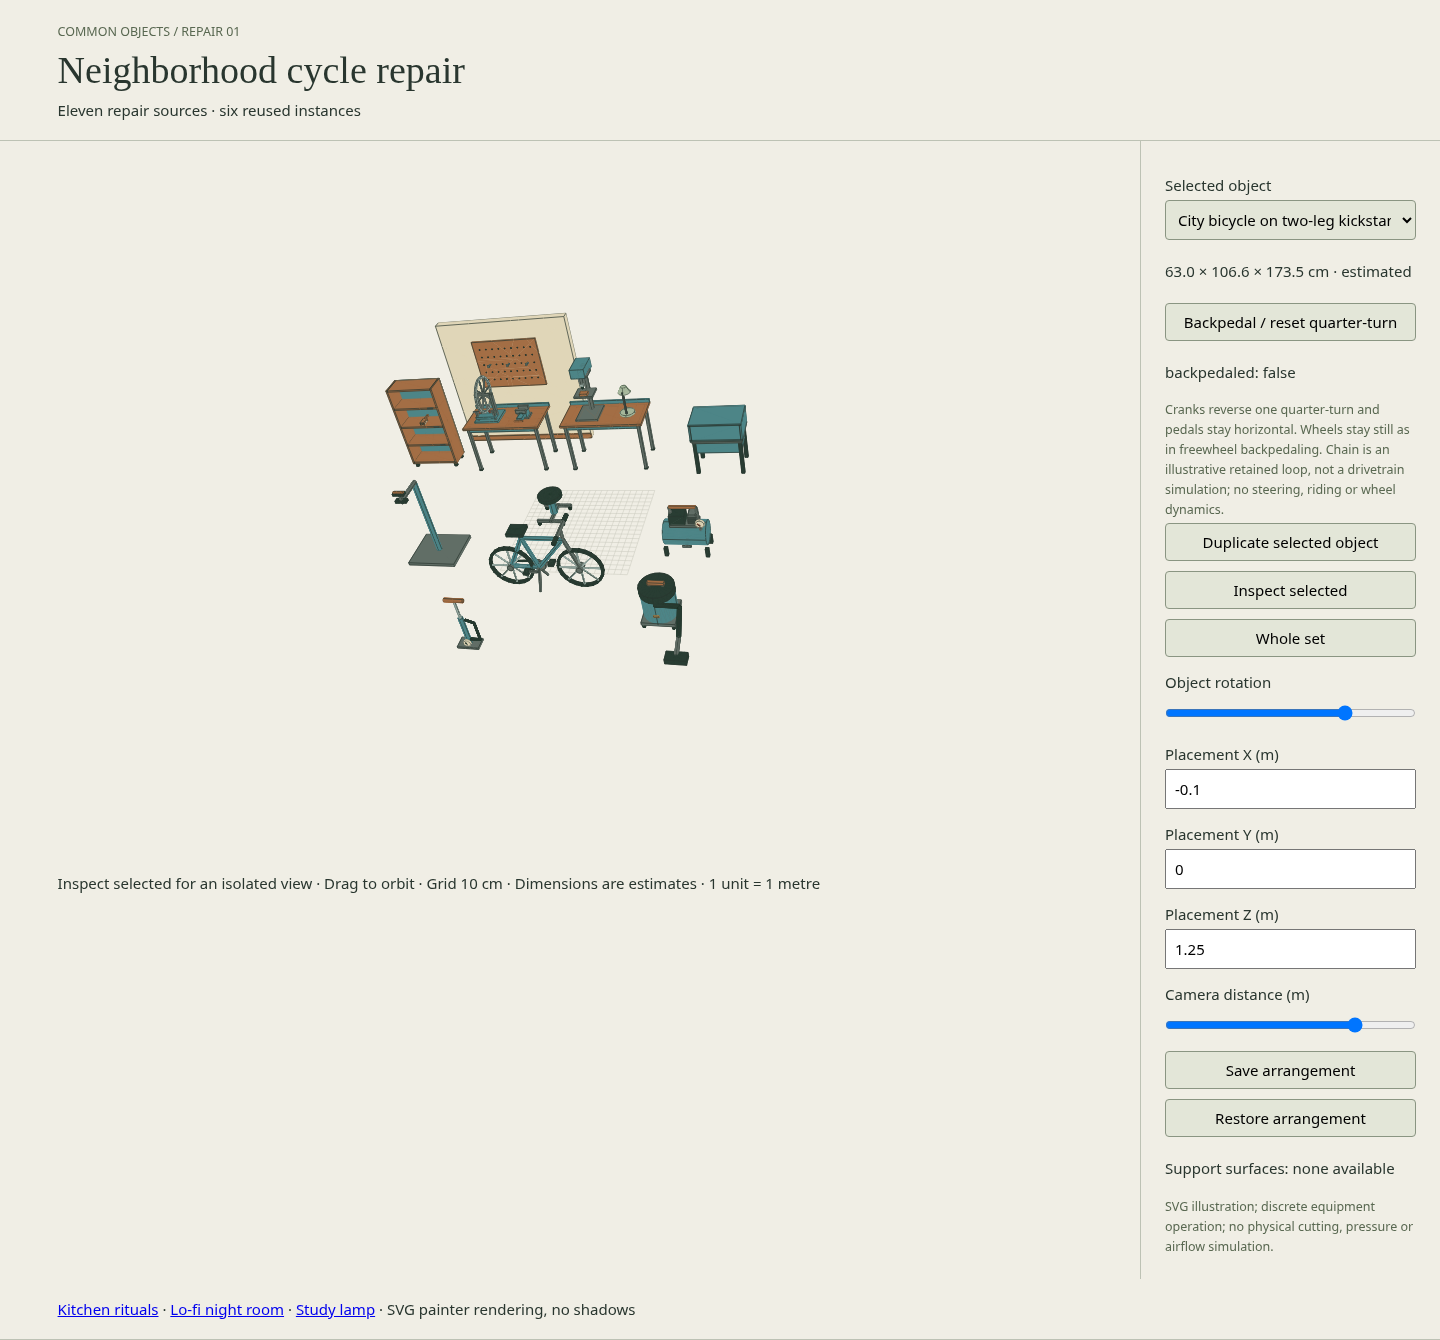 COMMON OBJECTS / REPAIR 01
Neighborhood cycle repair
Eleven repair sources · six reused instances
Selected object
City bicycle on two-leg kickstar
63.0 × 106.6 × 173.5 cm · estimated
Backpedal / reset quarter-turn
backpedaled: false
Cranks reverse one quarter-turn and
pedals stay horizontal. Wheels stay still as
in freewheel backpedaling. Chain is an
illustrative retained loop, not a drivetrain
simulation; no steering, riding or wheel
dynamics.
Duplicate selected object
Inspect selected
Whole set
Object rotation
Placement X (m)
-0.1
Placement Y (m)
0
Placement Z (m)
1.25
Camera distance (m)
Save arrangement
Restore arrangement
Support surfaces: none available
SVG illustration; discrete equipment
operation; no physical cutting, pressure or
airflow simulation.
Inspect selected for an isolated view · Drag to orbit · Grid 10 cm · Dimensions are estimates · 1 unit = 1 metre
Kitchen rituals · Lo-fi night room · Study lamp · SVG painter rendering, no shadows